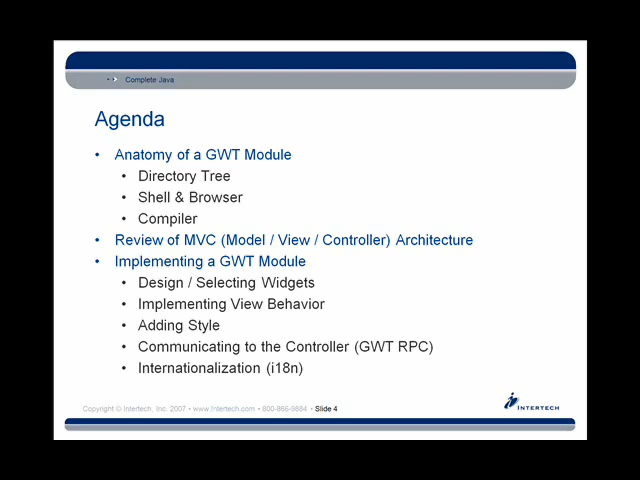 Complete Java
Agenda
• Anatomy of a GWT Module
• Directory Tree
• Shell & Browser
• Compiler
• Review of MVC (Model / View / Controller) Architecture
• Implementing a GWT Module
• Design / Selecting Widgets
• Implementing View Behavior
• Adding Style
• Communicating to the Controller (GWT RPC)
• Internationalization (i18n)
Copyright © Intertech, Inc. 2007 • www.Intertech.com • 800-866-9884 • Slide 4
INTERTECH